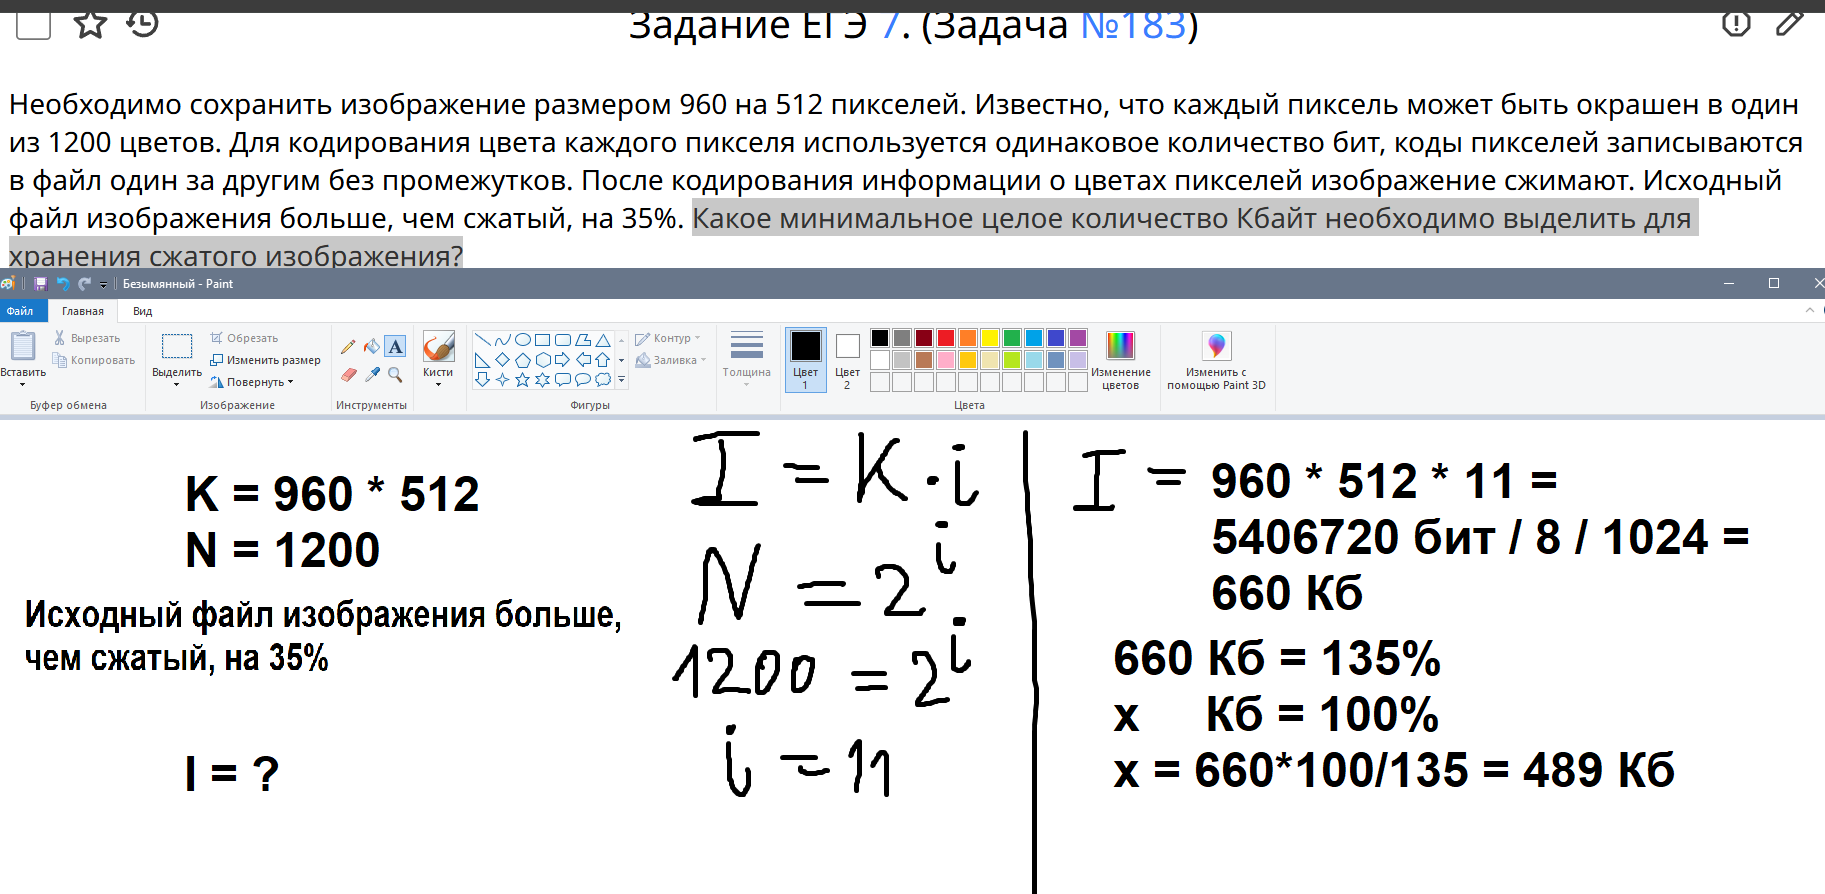 Задание ЕГЭ 7. (Задача №183)
Необходимо сохранить изображение размером 960 на 512 пикселей. Известно, что каждый пиксель может быть окрашен в один
из 1200 цветов. Для кодирования цвета каждого пикселя используется одинаковое количество бит, коды пикселей записываются
в файл один за другим без промежутков. После кодирования информации о цветах пикселей изображение сжимают. Исходный
файл изображения больше, чем сжатый, на 35%. Какое минимальное целое количество Кбайт необходимо выделить для
хранения сжатого изображения?
Безымянный - Paint
Файл Главная Вид
Вставить
Вырезать
Копировать
Буфер обмена
Выделить
Обрезать
Изменить размер
Повернуть
Изображение
A
Инструменты
Кисти
Контур
Заливка
Фигуры
Толщина
Цвет
1
Цвет
2
Цвета
Изменение
цветов
Изменить с
помощью Paint 3D
K = 960 * 512
N = 1200
Исходный файл изображения больше,
чем сжатый, на 35%
I = ?
I = K · i
N = 2^i
1200 = 2^i
i = 11
I = 960 * 512 * 11 =
5406720 бит / 8 / 1024 =
660 Кб
660 Кб = 135%
x Кб = 100%
x = 660*100/135 = 489 Кб